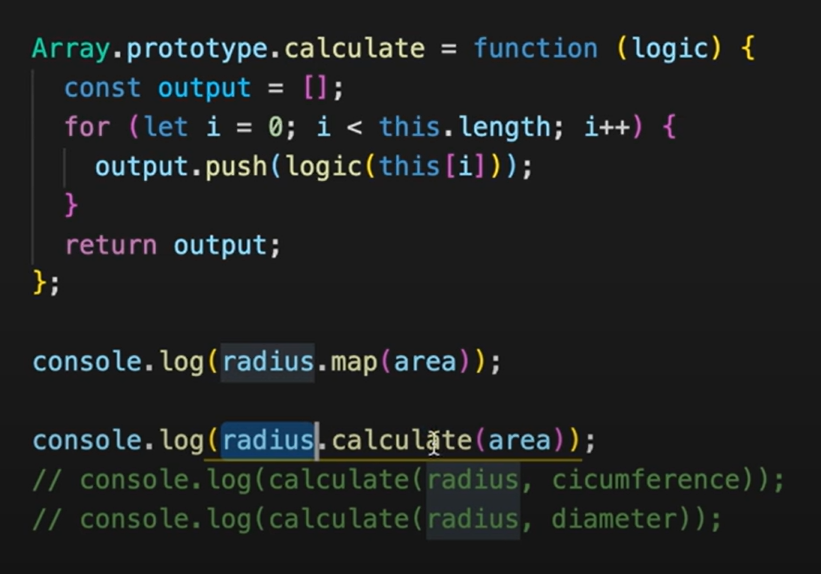 Array.prototype.calculate = function (logic) {
const output = [];
for (let i = 0; i < this.length; i++) {
output.push(logic(this[i]));
}
return output;
};
console.log(radius.map(area));
console.log(radius.calculate(area));
// console.log(calculate(radius, cicumference));
// console.log(calculate(radius, diameter));